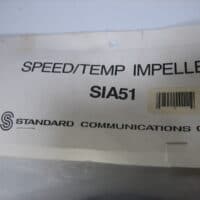 SPEED/TEMP IMPELLE
SIA51
STANDARD COMMUNICATIONS